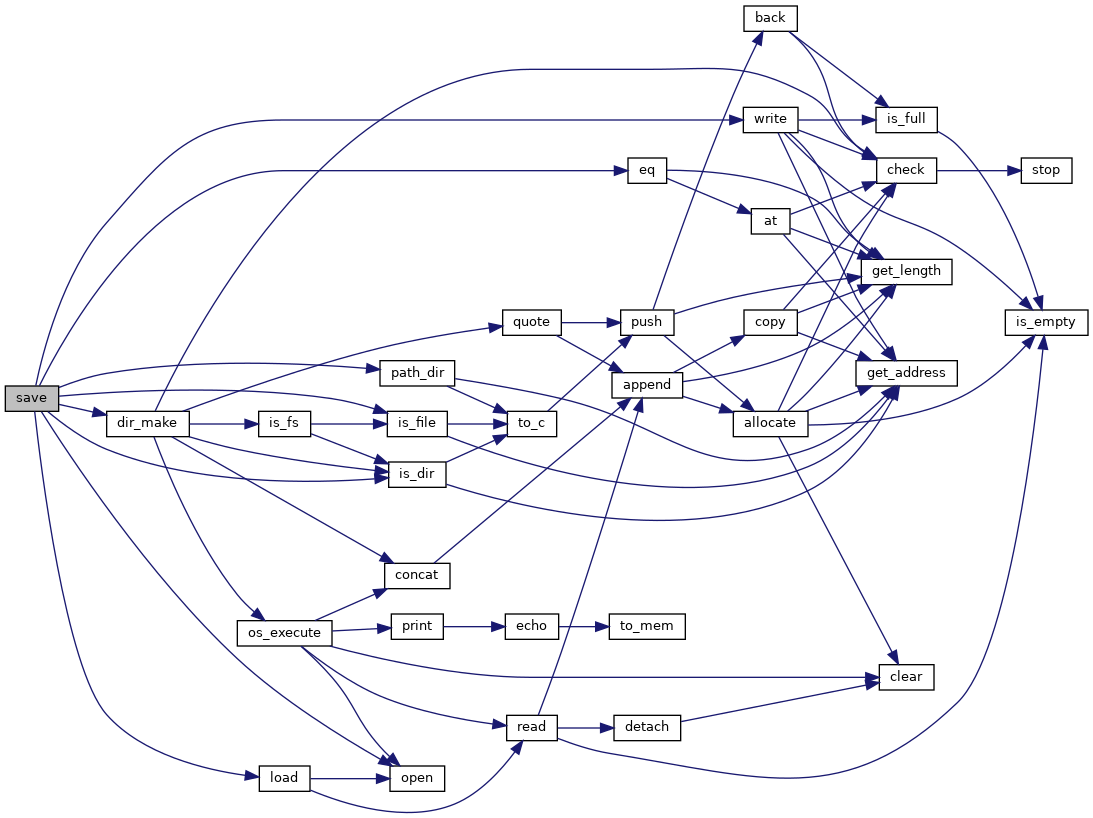 back
write
is_full
eq
check
stop
at
get_length
quote
push
copy
is_empty
path_dir
append
get_address
save
dir_make
is_fs
is_file
to_c
allocate
is_dir
concat
os_execute
print
echo
to_mem
clear
read
detach
load
open